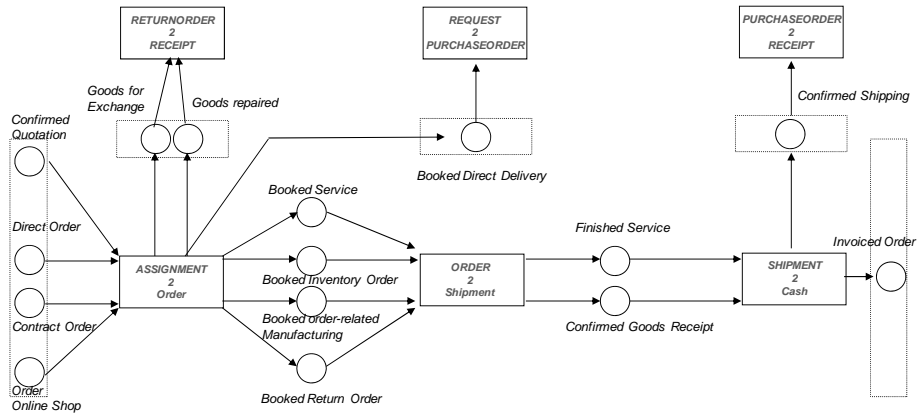 RETURNORDER
2
RECEIPT
REQUEST
2
PURCHASEORDER
PURCHASEORDER
2
RECEIPT
Goods for
Exchange
Goods repaired
Confirmed Shipping
Confirmed
Quotation
Booked Direct Delivery
Booked Service
Direct Order
Finished Service
Invoiced Order
ASSIGNMENT
2
Order
Booked Inventory Order
ORDER
2
Shipment
SHIPMENT
2
Cash
Contract Order
Booked order-related
Manufacturing
Confirmed Goods Receipt
Order
Online Shop
Booked Return Order